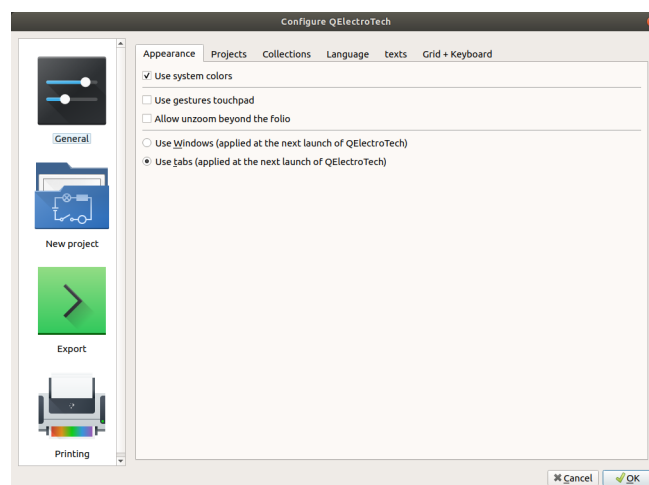 Configure QElectroTech
General
New project
Export
Printing
Appearance Projects Collections Language texts Grid + Keyboard
Use system colors
Use gestures touchpad
Allow unzoom beyond the folio
Use Windows (applied at the next launch of QElectroTech)
Use tabs (applied at the next launch of QElectroTech)
Cancel OK